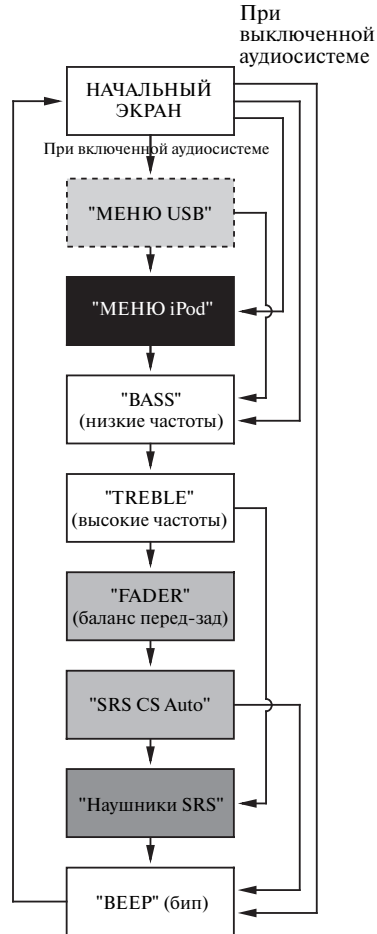 При
выключенной
аудиосистеме
НАЧАЛЬНЫЙ
ЭКРАН
При включенной аудиосистеме
"МЕНЮ USB"
"МЕНЮ iPod"
"BASS"
(низкие частоты)
"TREBLE"
(высокие частоты)
"FADER"
(баланс перед-зад)
"SRS CS Auto"
"Наушники SRS"
"BEEP" (бип)